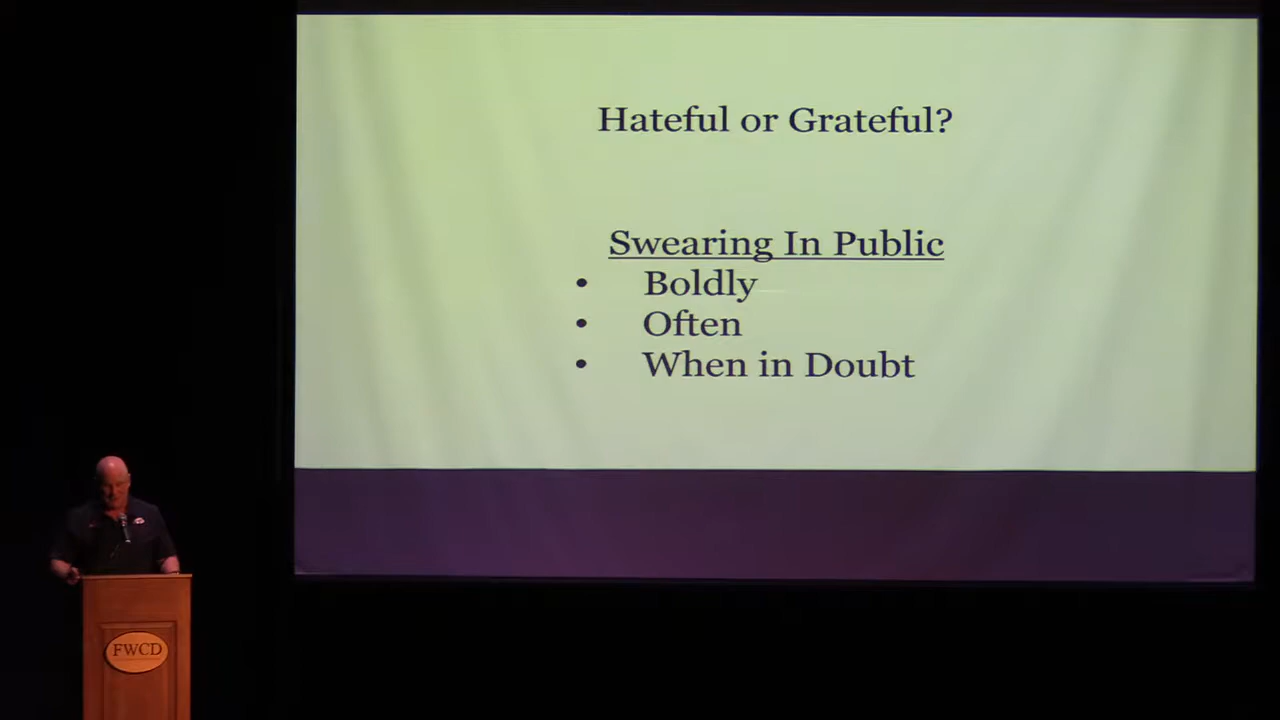 Hateful or Grateful?
Swearing In Public
• Boldly
• Often
• When in Doubt
FWCD